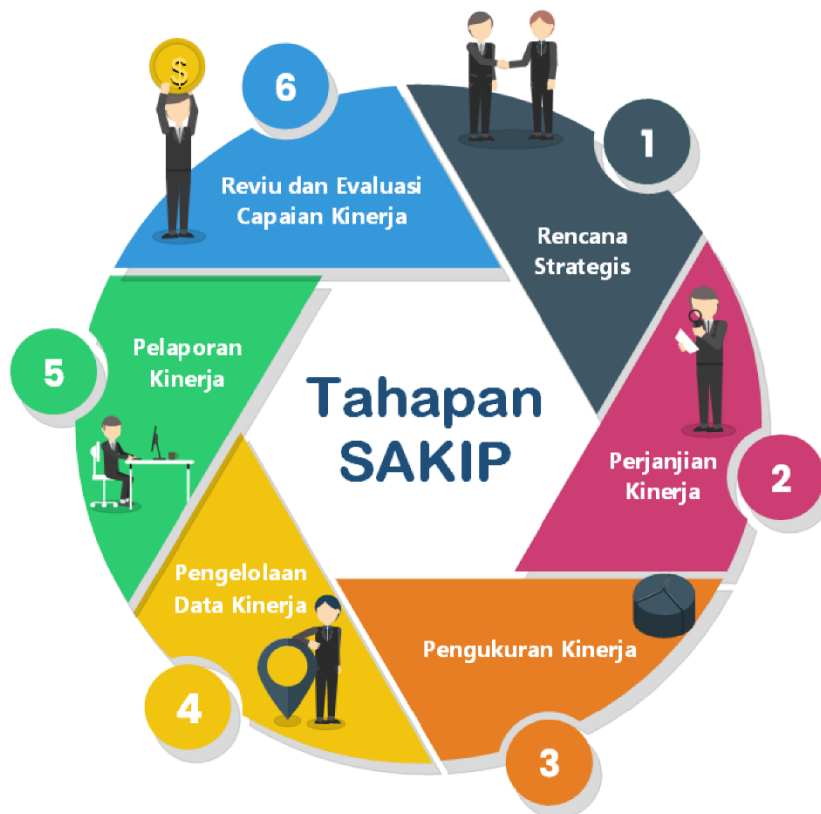 Tahapan
SAKIP
1
Rencana
Strategis
2
Perjanjian
Kinerja
3
Pengukuran Kinerja
4
Pengelolaan
Data Kinerja
5
Pelaporan
Kinerja
6
Reviu dan Evaluasi
Capaian Kinerja
$